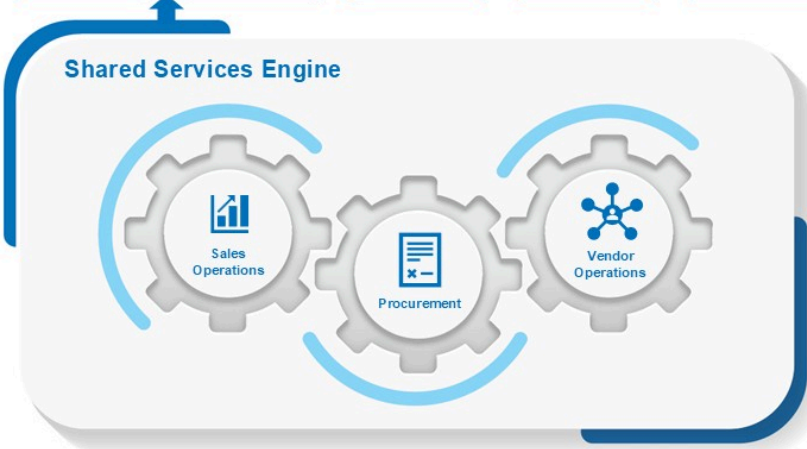 Shared Services Engine
Sales
Operations
Procurement
Vendor
Operations